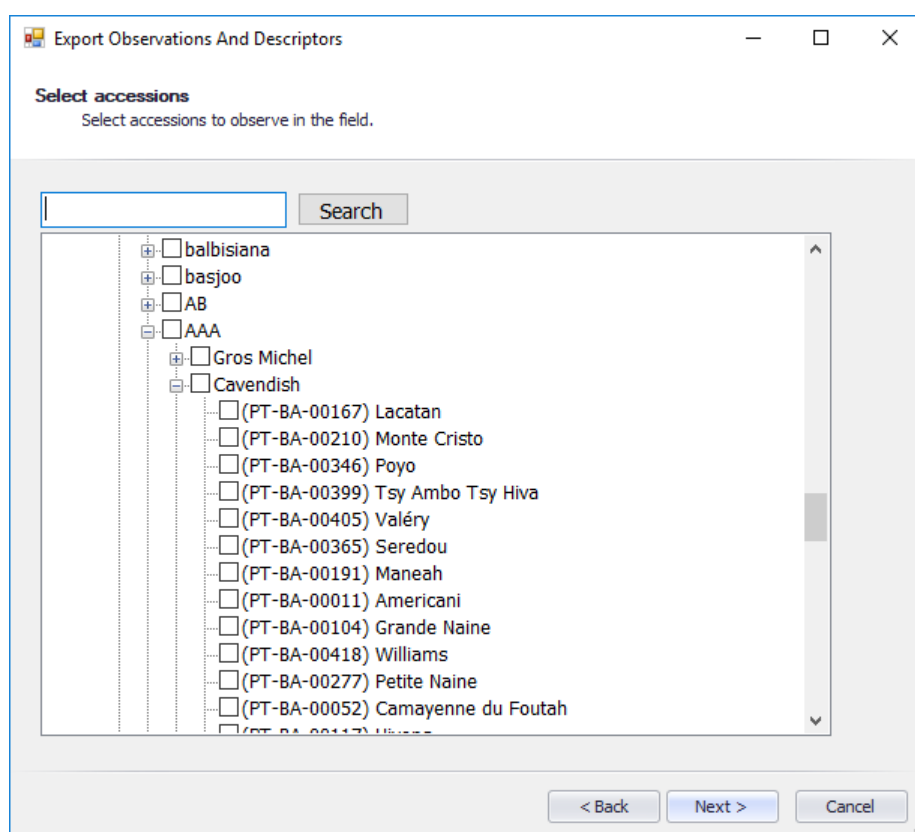 Export Observations And Descriptors
Select accessions
Select accessions to observe in the field.
Search
balbisiana
basjoo
AB
AAA
Gros Michel
Cavendish
(PT-BA-00167) Lacatan
(PT-BA-00210) Monte Cristo
(PT-BA-00346) Poyo
(PT-BA-00399) Tsy Ambo Tsy Hiva
(PT-BA-00405) Valéry
(PT-BA-00365) Seredou
(PT-BA-00191) Maneah
(PT-BA-00011) Americani
(PT-BA-00104) Grande Naine
(PT-BA-00418) Williams
(PT-BA-00277) Petite Naine
(PT-BA-00052) Camayenne du Foutah
< Back Next > Cancel